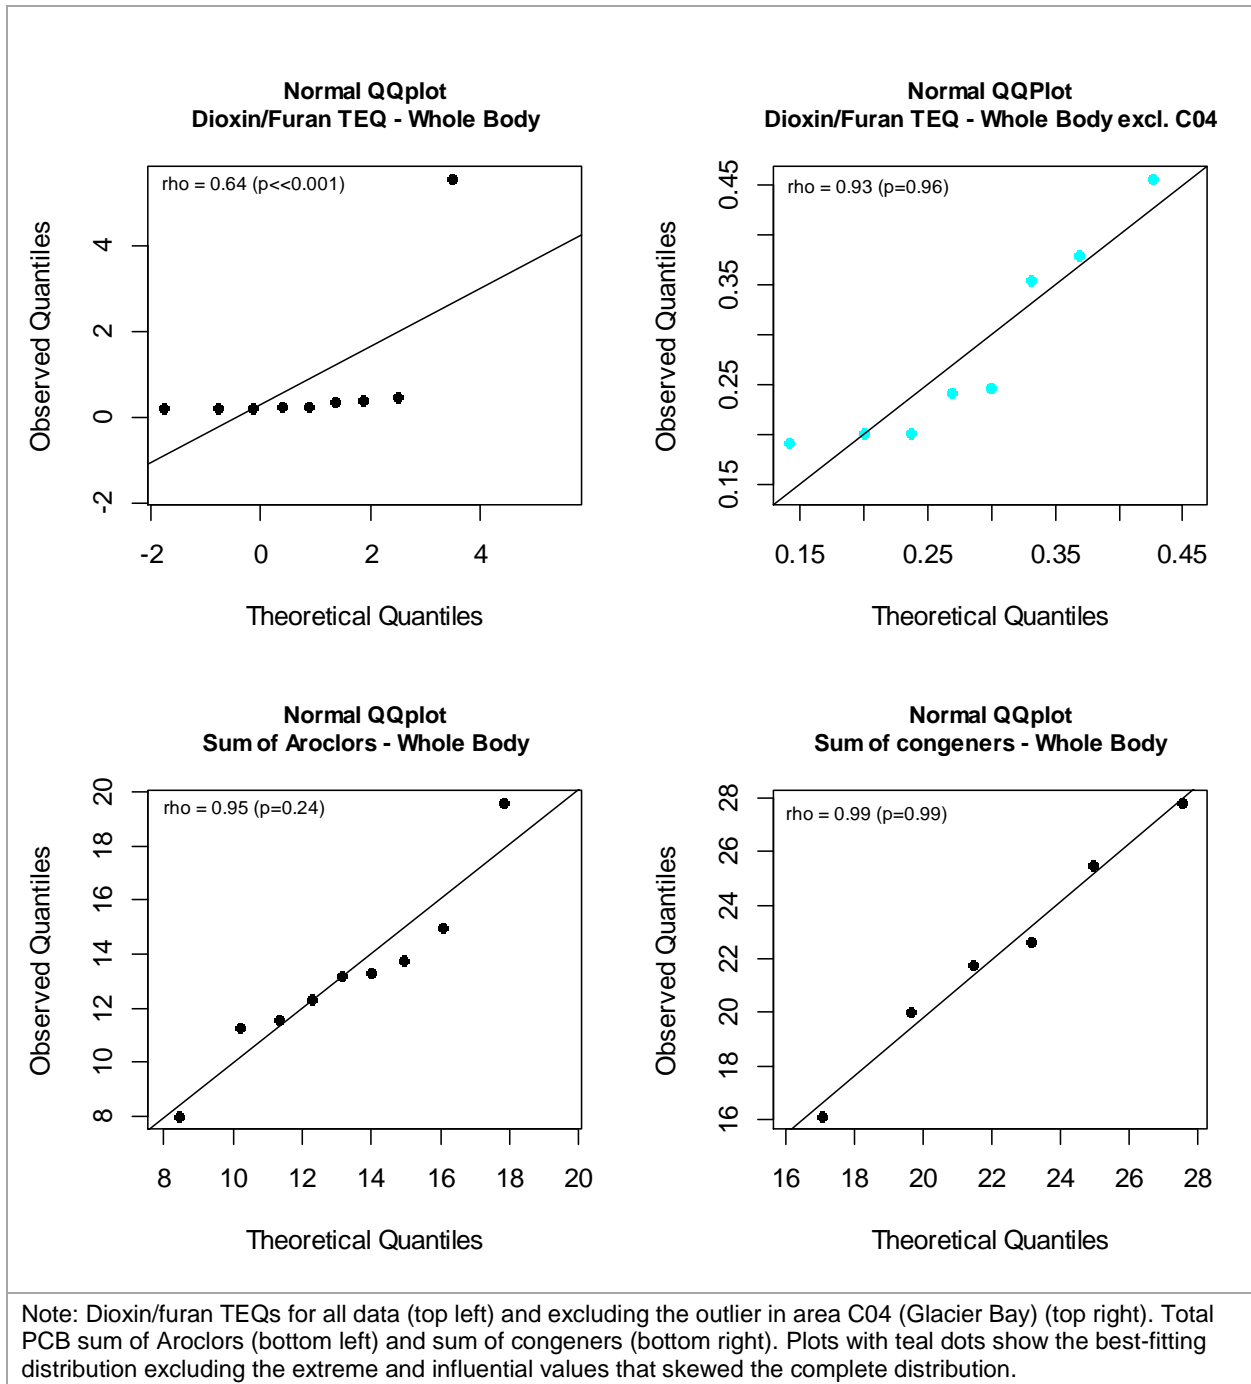 Normal QQplot
Dioxin/Furan TEQ - Whole Body
rho = 0.64 (p<<0.001)
Observed Quantiles
4
2
0
-2
-2 0 2 4
Theoretical Quantiles
Normal QQPlot
Dioxin/Furan TEQ - Whole Body excl. C04
rho = 0.93 (p=0.96)
Observed Quantiles
0.45
0.35
0.25
0.15
0.15 0.25 0.35 0.45
Theoretical Quantiles
Normal QQplot
Sum of Aroclors - Whole Body
rho = 0.95 (p=0.24)
Observed Quantiles
20
18
16
14
12
10
8
8 10 12 14 16 18 20
Theoretical Quantiles
Normal QQplot
Sum of congeners - Whole Body
rho = 0.99 (p=0.99)
Observed Quantiles
28
26
24
22
20
18
16
16 18 20 22 24 26 28
Theoretical Quantiles
Note: Dioxin/furan TEQs for all data (top left) and excluding the outlier in area C04 (Glacier Bay) (top right). Total
PCB sum of Aroclors (bottom left) and sum of congeners (bottom right). Plots with teal dots show the best-fitting
distribution excluding the extreme and influential values that skewed the complete distribution.